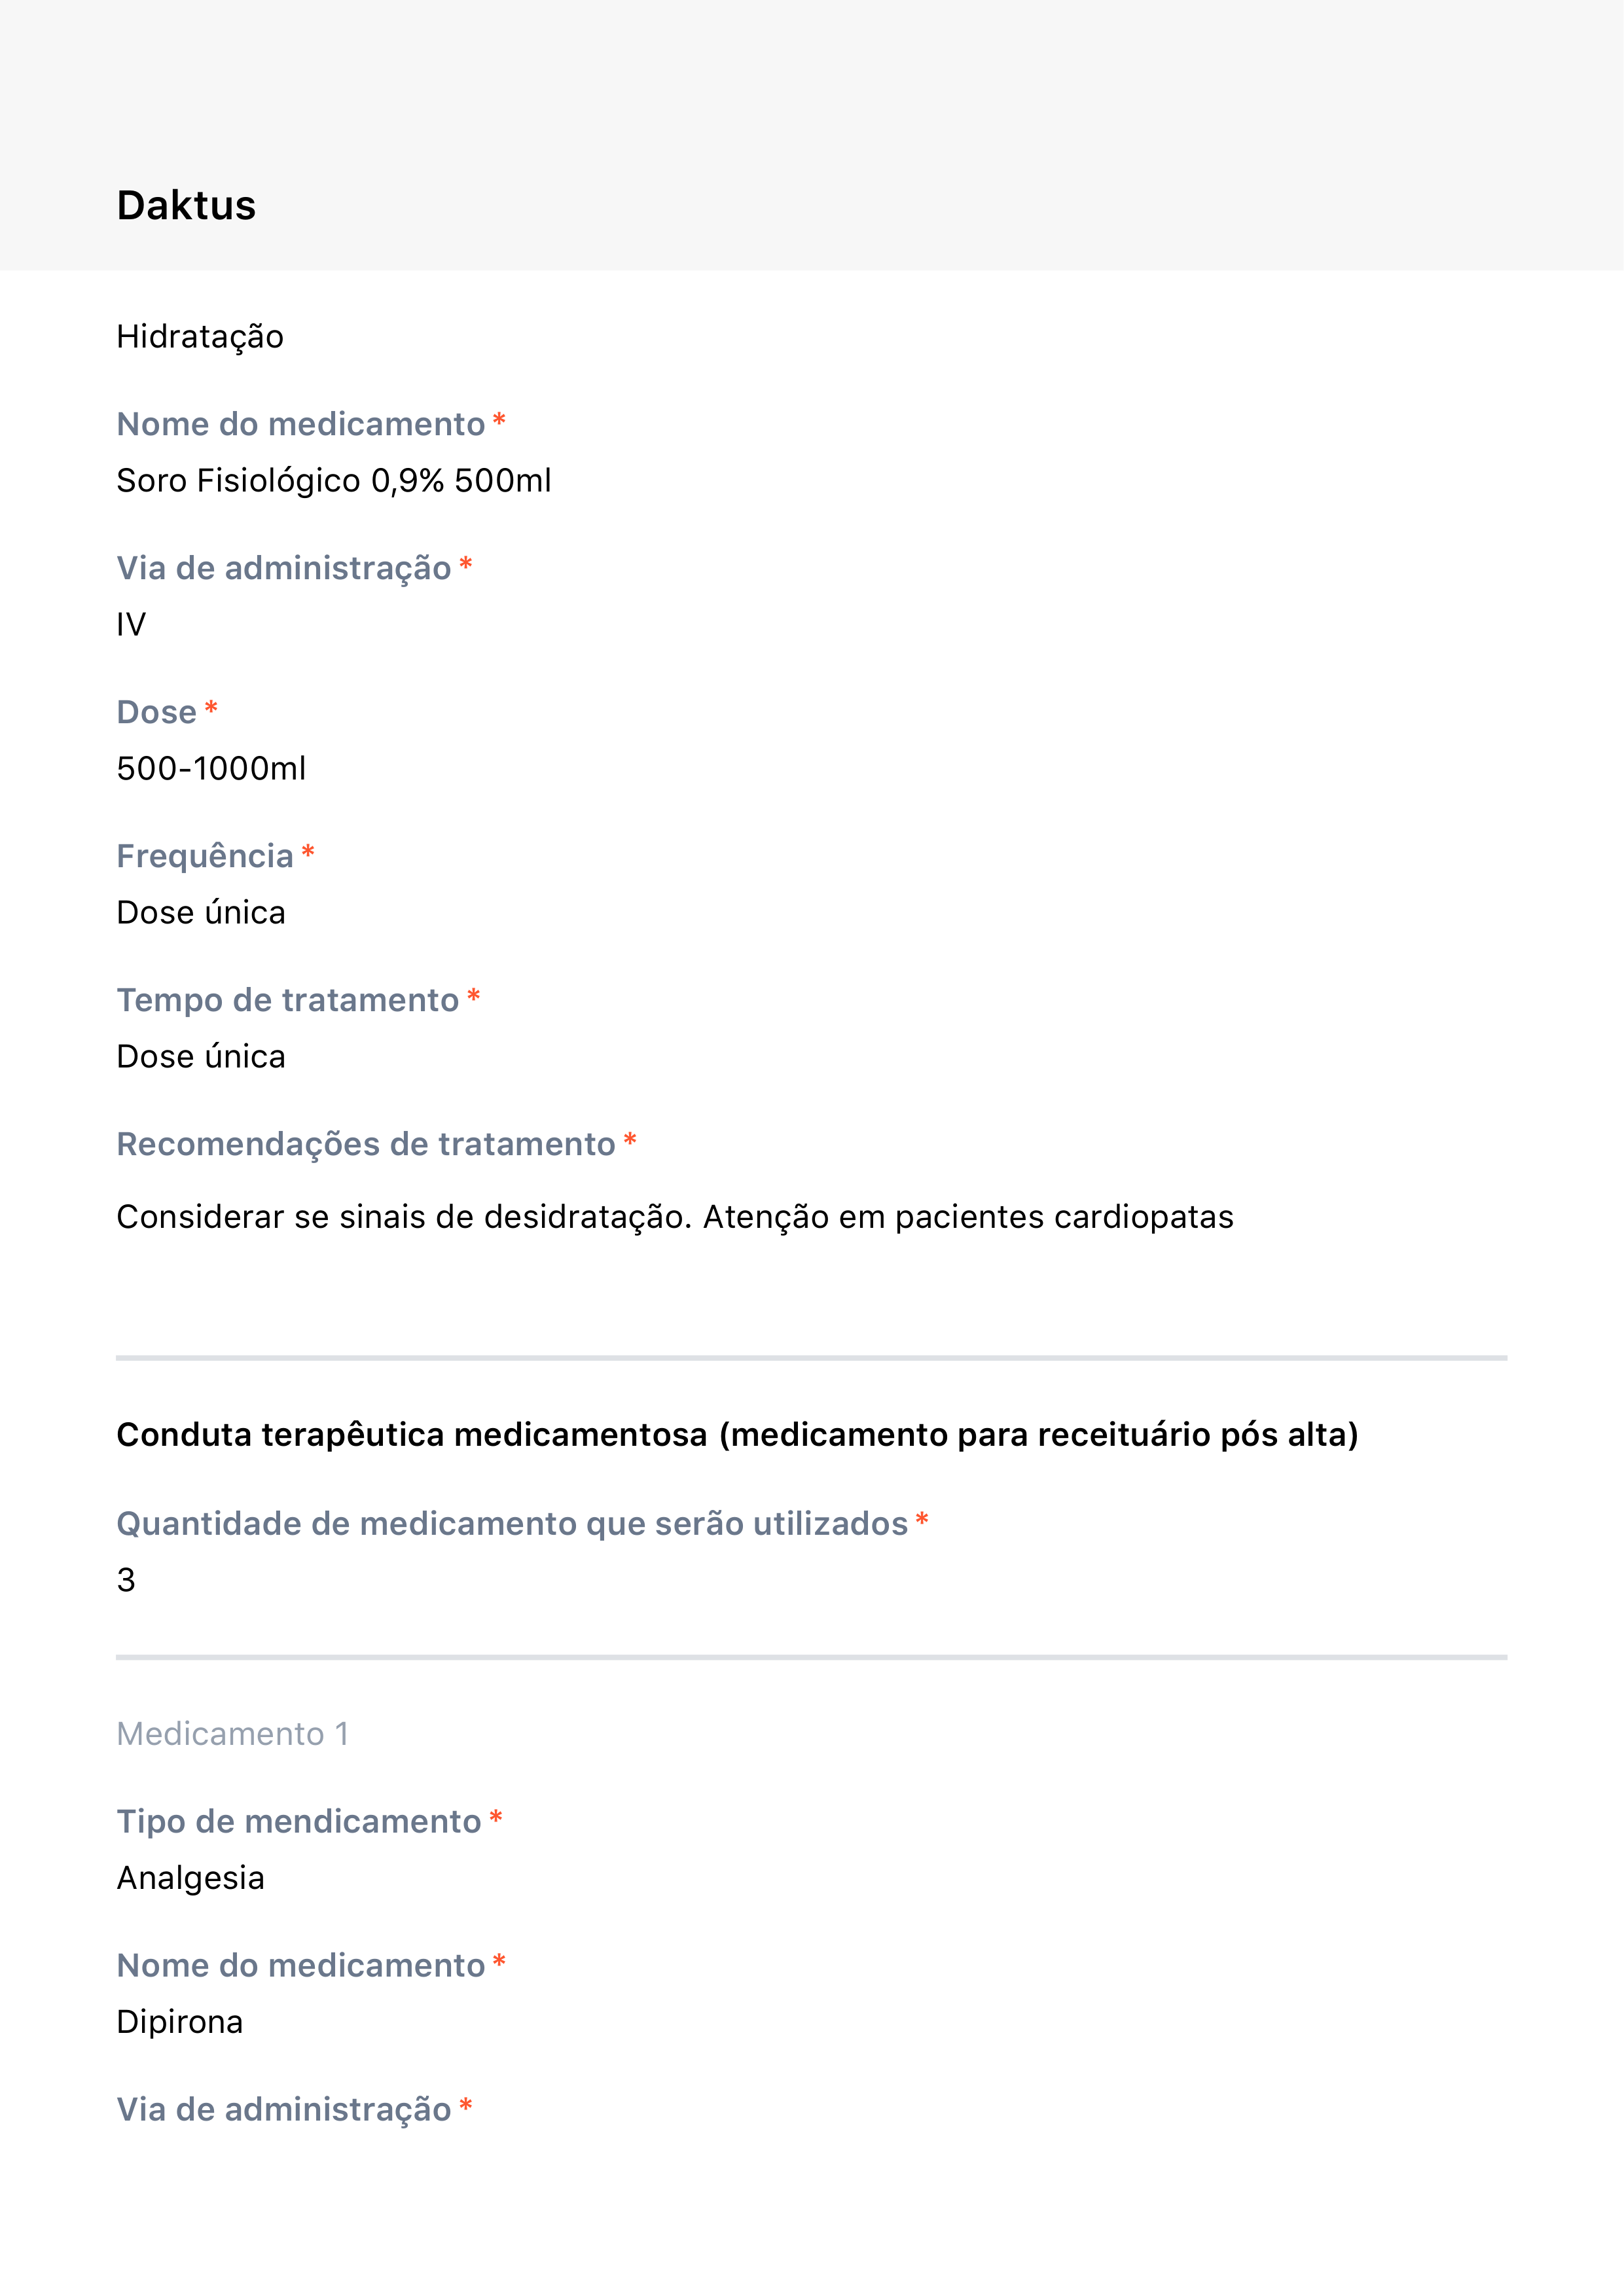 Daktus
Hidratação
Nome do medicamento *
Soro Fisiológico 0,9% 500ml
Via de administração *
IV
Dose *
500-1000ml
Frequência *
Dose única
Tempo de tratamento *
Dose única
Recomendações de tratamento *
Considerar se sinais de desidratação. Atenção em pacientes cardiopatas
Conduta terapêutica medicamentosa (medicamento para receituário pós alta)
Quantidade de medicamento que serão utilizados *
3
Medicamento 1
Tipo de mendicamento *
Analgesia
Nome do medicamento *
Dipirona
Via de administração *